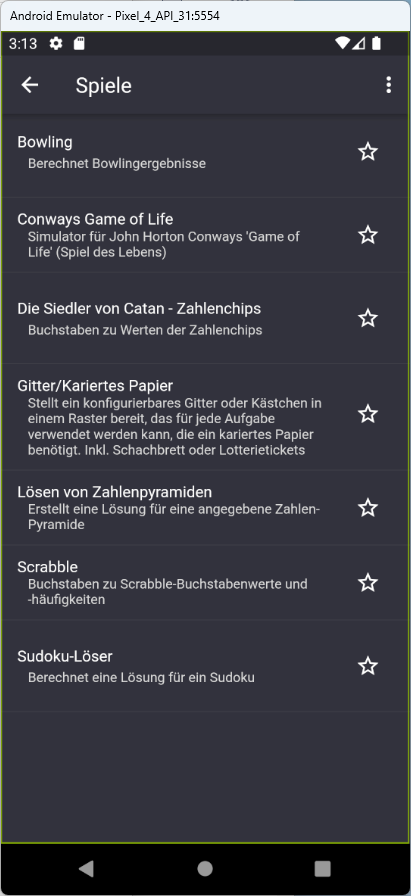 Android Emulator - Pixel_4_API_31:5554
3:13
Spiele
Bowling
Berechnet Bowlingergebnisse
Conways Game of Life
Simulator für John Horton Conways 'Game of
Life' (Spiel des Lebens)
Die Siedler von Catan - Zahlenchips
Buchstaben zu Werten der Zahlenchips
Gitter/Kariertes Papier
Stellt ein konfigurierbares Gitter oder Kästchen in
einem Raster bereit, das für jede Aufgabe
verwendet werden kann, die ein kariertes Papier
benötigt. Inkl. Schachbrett oder Lotterietickets
Lösen von Zahlenpyramiden
Erstellt eine Lösung für eine angegebene Zahlen-
Pyramide
Scrabble
Buchstaben zu Scrabble-Buchstabenwerte und
-häufigkeiten
Sudoku-Löser
Berechnet eine Lösung für ein Sudoku